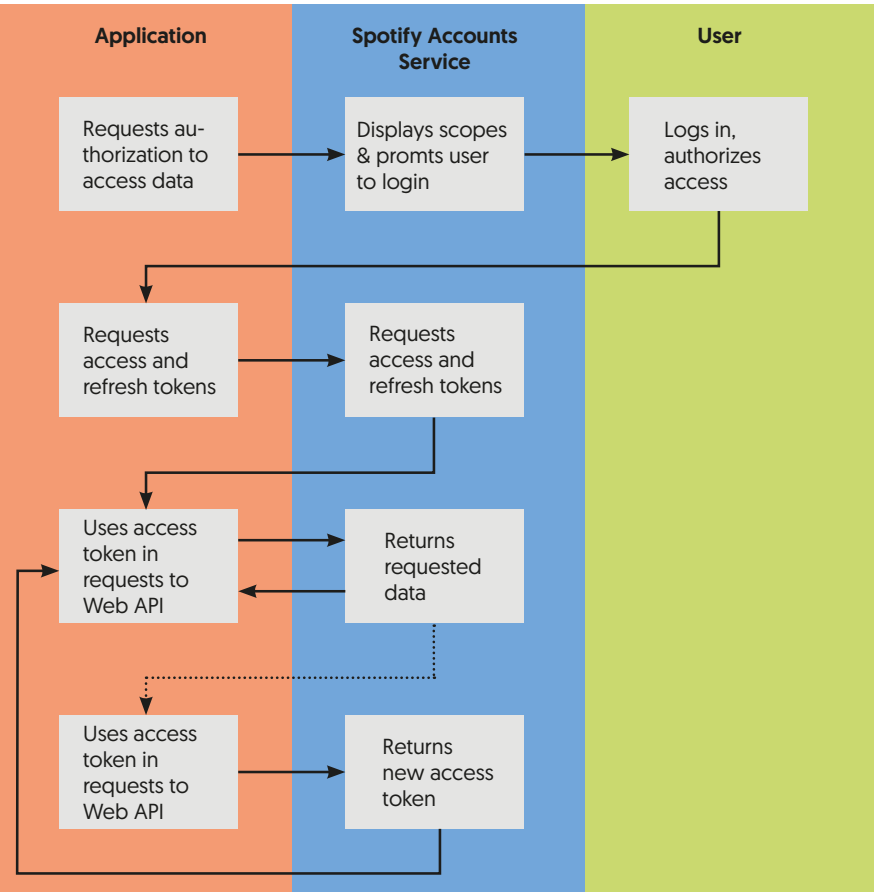 Application
Spotify Accounts
Service
User
Requests au-
thorization to
access data
Displays scopes
& promts user
to login
Logs in,
authorizes
access
Requests
access and
refresh tokens
Requests
access and
refresh tokens
Uses access
token in
requests to
Web API
Returns
requested
data
Uses access
token in
requests to
Web API
Returns
new access
token